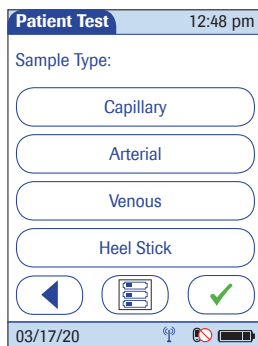 Patient Test 12:48 pm
Sample Type:
Capillary
Arterial
Venous
Heel Stick
03/17/20